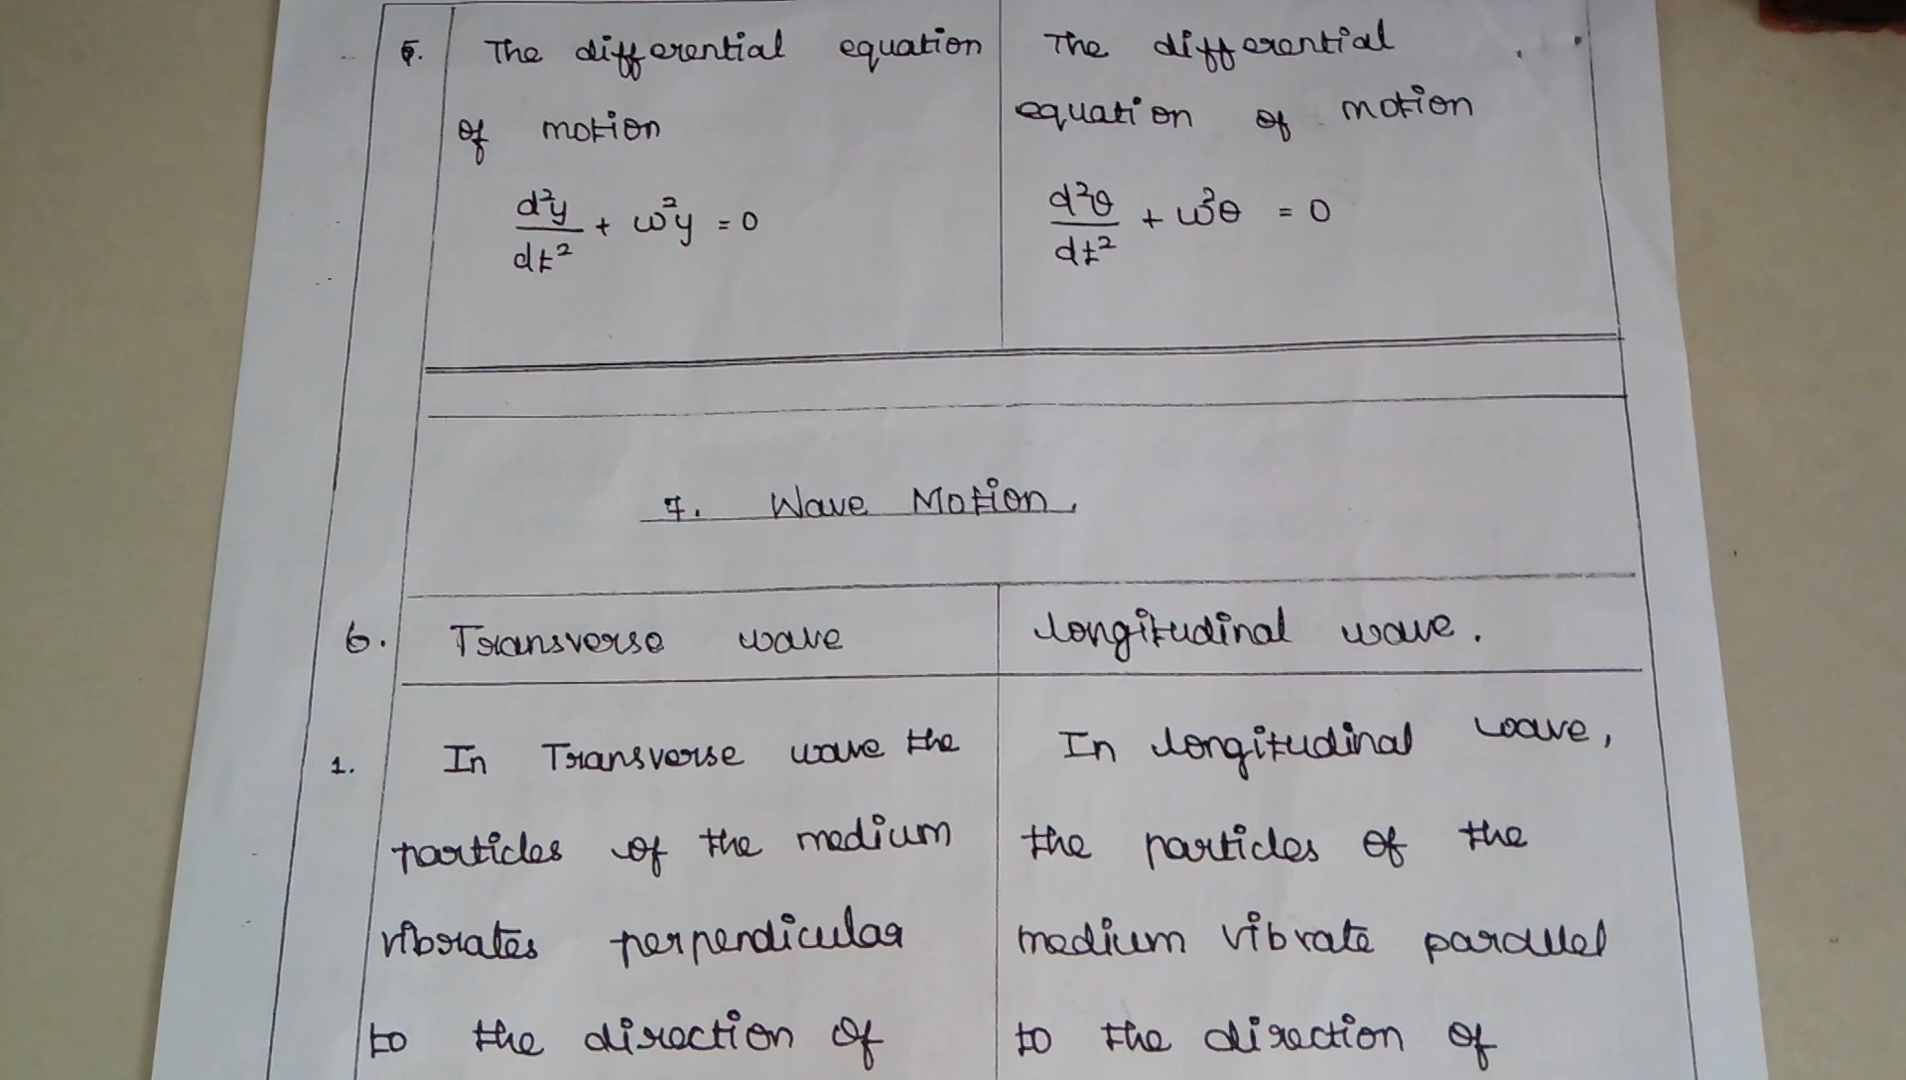 5. The differential equation
of motion
d²y/dt² + ω²y = 0
The differential
equation of motion
d²θ/dt² + ω²θ = 0
7. Wave Motion.
6. Transverse wave
longitudinal wave.
1. In Transverse wave the
particles of the medium
vibrates perpendicular
to the direction of
In longitudinal wave,
the particles of the
medium vibrate parallel
to the direction of